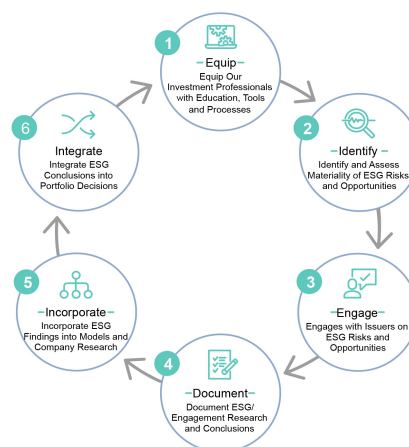 1
Equip
Equip Our
Investment Professionals
with Education, Tools
and Processes
2
Identify
Identify and Assess
Materiality of ESG Risks
and Opportunities
3
Engage
Engages with Issuers on
ESG Risks and
Opportunities
4
Document
Document ESG/
Engagement Research
and Conclusions
5
Incorporate
Incorporate ESG
Findings into Models and
Company Research
6
Integrate
Integrate ESG
Conclusions into
Portfolio Decisions